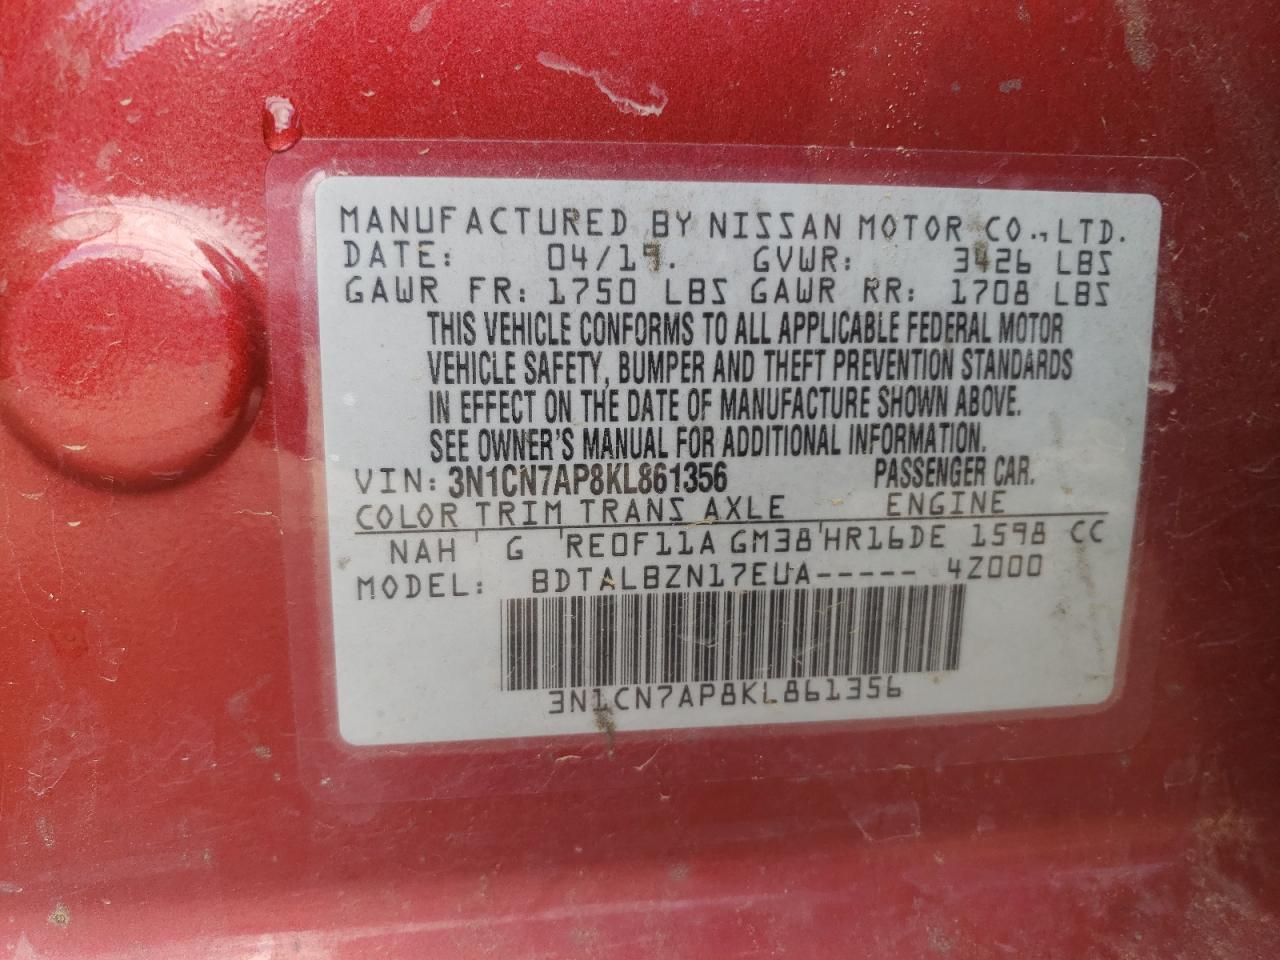 MANUFACTURED BY NISSAN MOTOR CO., LTD.
DATE: 04/19. GVWR: 3426 LBS
GAWR FR: 1750 LBS GAWR RR: 1708 LBS
THIS VEHICLE CONFORMS TO ALL APPLICABLE FEDERAL MOTOR
VEHICLE SAFETY, BUMPER AND THEFT PREVENTION STANDARDS
IN EFFECT ON THE DATE OF MANUFACTURE SHOWN ABOVE.
SEE OWNER'S MANUAL FOR ADDITIONAL INFORMATION.
VIN: 3N1CN7AP8KL861356 PASSENGER CAR.
COLOR TRIM TRANS AXLE ENGINE
NAH G RE0F11A GM38 HR16DE 1598 CC
MODEL: BDTALBZN17EUA----- 4Z000
3N1CN7AP8KL861356